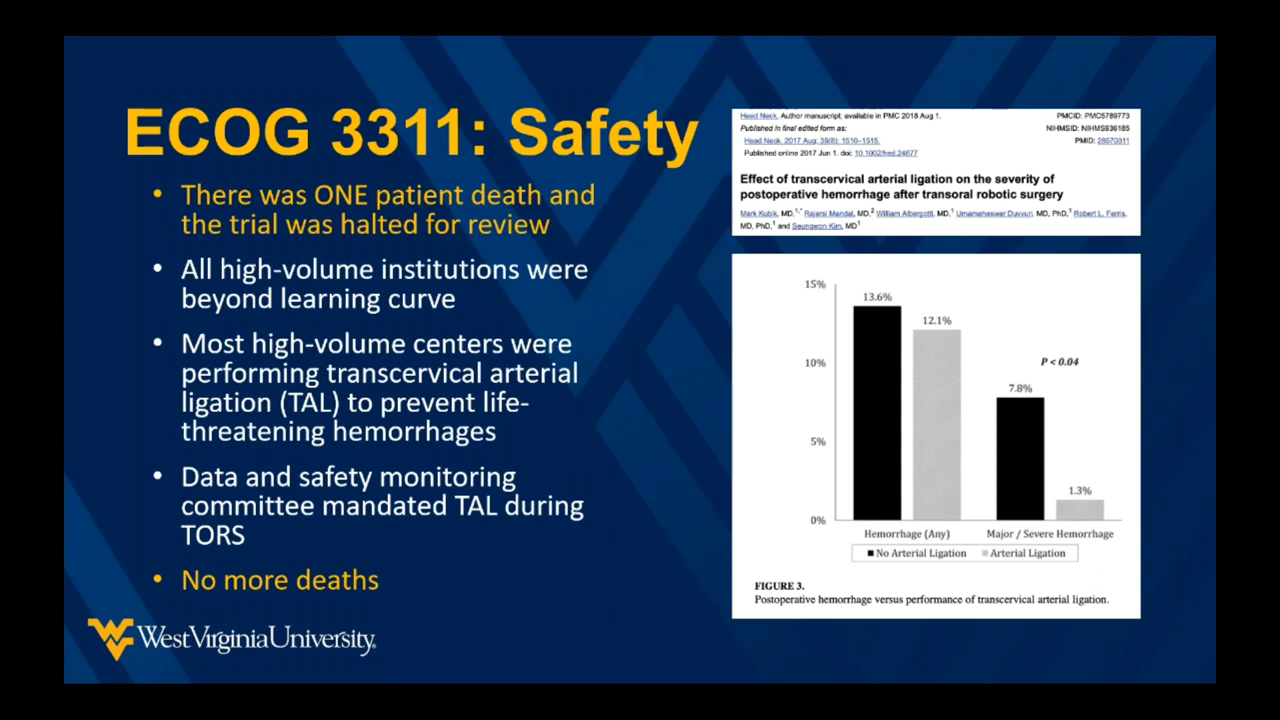 ECOG 3311: Safety
• There was ONE patient death and
the trial was halted for review
• All high-volume institutions were
beyond learning curve
• Most high-volume centers were
performing transcervical arterial
ligation (TAL) to prevent life-
threatening hemorrhages
• Data and safety monitoring
committee mandated TAL during
TORS
• No more deaths
WestVirginiaUniversity.
Head Neck. Author manuscript; available in PMC 2018 Aug 1.
PMCID: PMC5789773
Published in final edited form as:
NIHMSID: NIHMS936185
Head Neck. 2017 Aug; 39(8): 1510–1515.
PMID: 28570011
Published online 2017 Jun 1. doi: 10.1002/hed.24677
Effect of transcervical arterial ligation on the severity of
postoperative hemorrhage after transoral robotic surgery
Mark Kubik, MD,1,* Rajarsi Mandal, MD,2 William Albergotti, MD,1 Umamaheswar Duvvuri, MD, PhD,1 Robert L. Ferris,
MD, PhD,1 and Seungwon Kim, MD1
15%
10%
5%
0%
13.6%
12.1%
P < 0.04
7.8%
1.3%
Hemorrhage (Any)
Major / Severe Hemorrhage
No Arterial Ligation
Arterial Ligation
FIGURE 3.
Postoperative hemorrhage versus performance of transcervical arterial ligation.